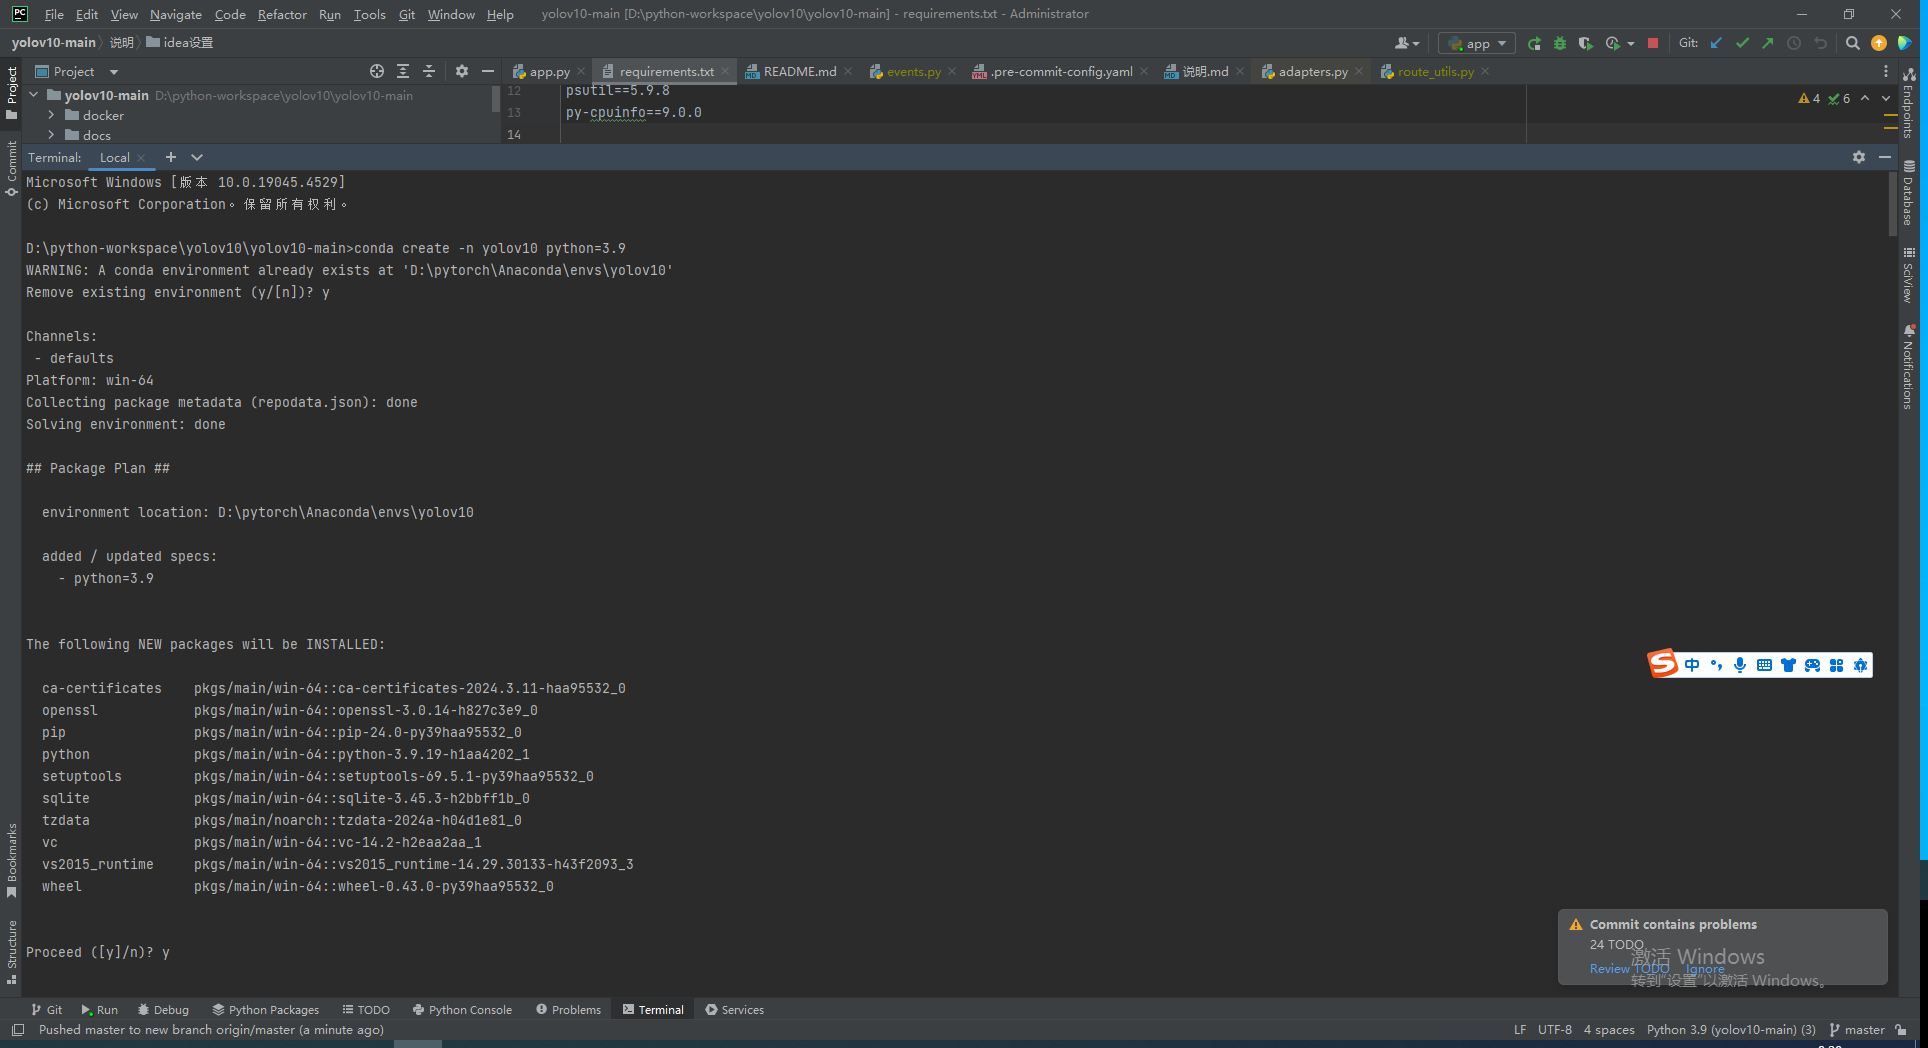 File Edit View Navigate Code Refactor Run Tools Git Window Help yolov10-main [D:\python-workspace\yolov10\yolov10-main] - requirements.txt - Administrator
yolov10-main 说明 idea设置 app Git:
Project app.py requirements.txt README.md events.py .pre-commit-config.yaml 说明.md adapters.py route_utils.py
yolov10-main D:\python-workspace\yolov10\yolov10-main
docker
docs
12 psutil==5.9.8
13 py-cpuinfo==9.0.0
14
4 6
Terminal: Local
Microsoft Windows [版本 10.0.19045.4529]
(c) Microsoft Corporation。保留所有权利。
D:\python-workspace\yolov10\yolov10-main>conda create -n yolov10 python=3.9
WARNING: A conda environment already exists at 'D:\pytorch\Anaconda\envs\yolov10'
Remove existing environment (y/[n])? y
Channels:
- defaults
Platform: win-64
Collecting package metadata (repodata.json): done
Solving environment: done
## Package Plan ##
environment location: D:\pytorch\Anaconda\envs\yolov10
added / updated specs:
- python=3.9
The following NEW packages will be INSTALLED:
ca-certificates pkgs/main/win-64::ca-certificates-2024.3.11-haa95532_0
openssl pkgs/main/win-64::openssl-3.0.14-h827c3e9_0
pip pkgs/main/win-64::pip-24.0-py39haa95532_0
python pkgs/main/win-64::python-3.9.19-h1aa4202_1
setuptools pkgs/main/win-64::setuptools-69.5.1-py39haa95532_0
sqlite pkgs/main/win-64::sqlite-3.45.3-h2bbff1b_0
tzdata pkgs/main/noarch::tzdata-2024a-h04d1e81_0
vc pkgs/main/win-64::vc-14.2-h2eaa2aa_1
vs2015_runtime pkgs/main/win-64::vs2015_runtime-14.29.30133-h43f2093_3
wheel pkgs/main/win-64::wheel-0.43.0-py39haa95532_0
Proceed ([y]/n)? y
Project
Commit
Bookmarks
Structure
Endpoints
Database
SciView
Notifications
中
Commit contains problems
24 TODO
Review TODO Ignore
激活 Windows
转到"设置"以激活 Windows。
Git Run Debug Python Packages TODO Python Console Problems Terminal Services
Pushed master to new branch origin/master (a minute ago) LF UTF-8 4 spaces Python 3.9 (yolov10-main) (3) master